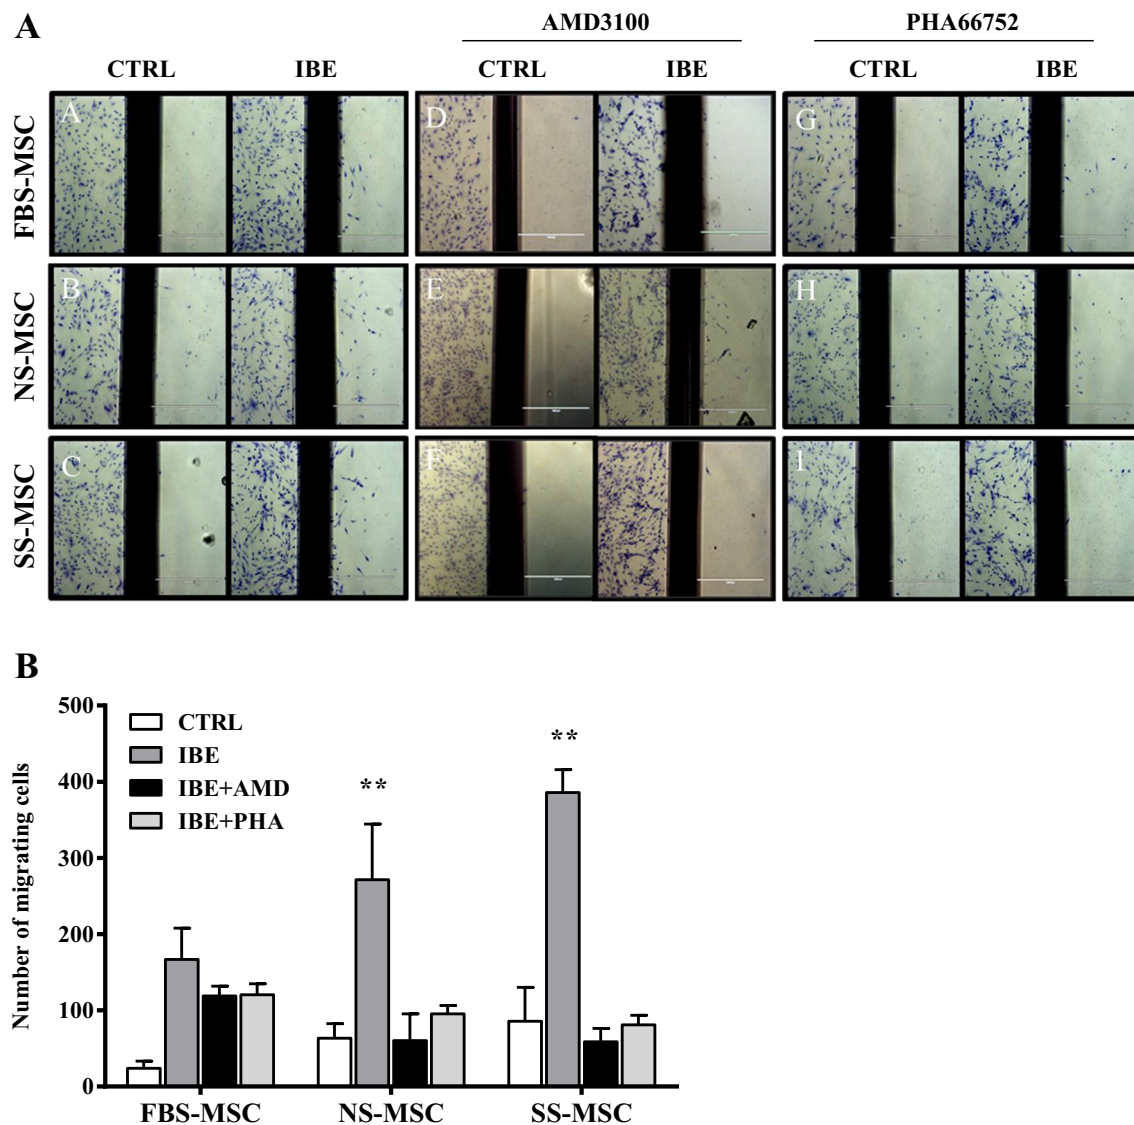 A
AMD3100 PHA66752
CTRL IBE CTRL IBE CTRL IBE
FBS-MSC
A D G
NS-MSC
B E H
SS-MSC
C F I
B
Number of migrating cells
500
400
300
200
100
0
CTRL
IBE
IBE+AMD
IBE+PHA
**
**
FBS-MSC NS-MSC SS-MSC